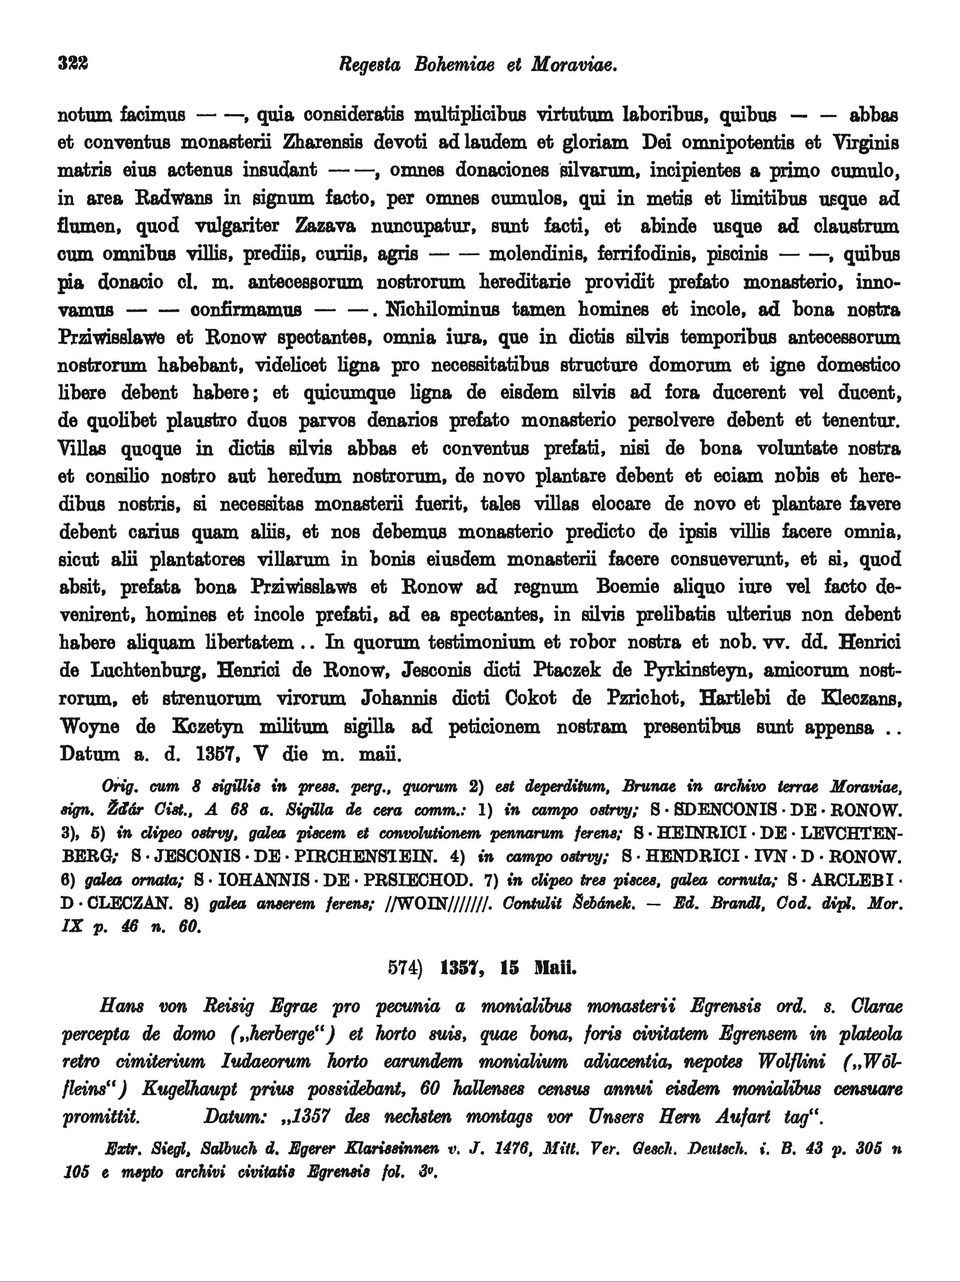 322 Regesta Bohemiae et Moraviae.
notum facimus — —, quia consideratis multiplicibus virtutum laboribus, quibus — — abbas
et conventus monasterii Zharensis devoti ad laudem et gloriam Dei omnipotentis et Virginis
matris eius actenus insudant — —, omnes donaciones silvarum, incipientes a primo cumulo,
in area Radwans in signum facto, per omnes cumulos, qui in metis et limitibus usque ad
flumen, quod vulgariter Zazava nuncupatur, sunt facti, et abinde usque ad claustrum
cum omnibus villis, prediis, curiis, agris — — molendinis, ferrifodinis, piscinis — —, quibus
pia donacio cl. m. antecessorum nostrorum hereditarie providit prefato monasterio, inno-
vamus — — confirmamus — —. Nichilominus tamen homines et incole, ad bona nostra
Prziwisslawe et Ronow spectantes, omnia iura, que in dictis silvis temporibus antecessorum
nostrorum habebant, videlicet ligna pro necessitatibus structure domorum et igne domestico
libere debent habere; et quicumque ligna de eisdem silvis ad fora ducerent vel ducent,
de quolibet plaustro duos parvos denarios prefato monasterio persolvere debent et tenentur.
Villas quoque in dictis silvis abbas et conventus prefati, nisi de bona voluntate nostra
et consilio nostro aut heredum nostrorum, de novo plantare debent et eciam nobis et here-
dibus nostris, si necessitas monasterii fuerit, tales villas elocare de novo et plantare favere
debent carius quam aliis, et nos debemus monasterio predicto de ipsis villis facere omnia,
sicut alii plantatores villarum in bonis eiusdem monasterii facere consueverunt, et si, quod
absit, prefata bona Prziwisslaws et Ronow ad regnum Boemie aliquo iure vel facto de-
venirent, homines et incole prefati, ad ea spectantes, in silvis prelibatis ulterius non debent
habere aliquam libertatem .. In quorum testimonium et robor nostra et nob. vv. dd. Henrici
de Luchtenburg, Henrici de Ronow, Jesconis dicti Ptaczek de Pyrkinsteyn, amicorum nost-
rorum, et strenuorum virorum Johannis dicti Cokot de Pzrichot, Hartlebi de Kleczans,
Woyne de Kczetyn militum sigilla ad peticionem nostram presentibus sunt appensa ..
Datum a. d. 1357, V die m. maii.
Orig. cum 8 sigillis in press. perg., quorum 2) est deperditum, Brunae in archivo terrae Moraviae,
sign. Žďár Cist., A 68 a. Sigilla de cera comm.: 1) in campo ostrvy; S · SDENCONIS · DE · RONOW.
3), 5) in clipeo ostrvy, galea piscem et convolutionem pennarum ferens; S · HEINRICI · DE · LEVCHTEN-
BERG; S · JESCONIS · DE · PIRCHENSTEIN. 4) in campo ostrvy; S · HENDRICI · IVN · D · RONOW.
6) galea ornata; S · IOHANNIS · DE · PRSIECHOD. 7) in clipeo tres pisces, galea cornuta; S · ARCLEBI ·
D · CLECZAN. 8) galea anserem ferens; //WOIN///////. Contulit Šebánek. — Ed. Brandl, Cod. dipl. Mor.
IX p. 46 n. 60.
574) 1357, 15 Maii.
Hans von Reisig Egrae pro pecunia a monialibus monasterii Egrensis ord. s. Clarae
percepta de domo („herberge“) et horto suis, quae bona, foris civitatem Egrensem in plateola
retro cimiterium Iudaeorum horto earundem monialium adiacentia, nepotes Wolflini („Wöl-
fleins“) Kugelhaupt prius possidebant, 60 hallenses census annui eisdem monialibus censuare
promittit. Datum: „1357 des nechsten montags vor Unsers Hern Aufart tag“.
Extr. Siegl, Salbuch d. Egerer Klarissinnen v. J. 1476, Mitt. Ver. Gesch. Deutsch. i. B. 43 p. 305 n
105 e mspto archivi civitatis Egrensis fol. 3v.